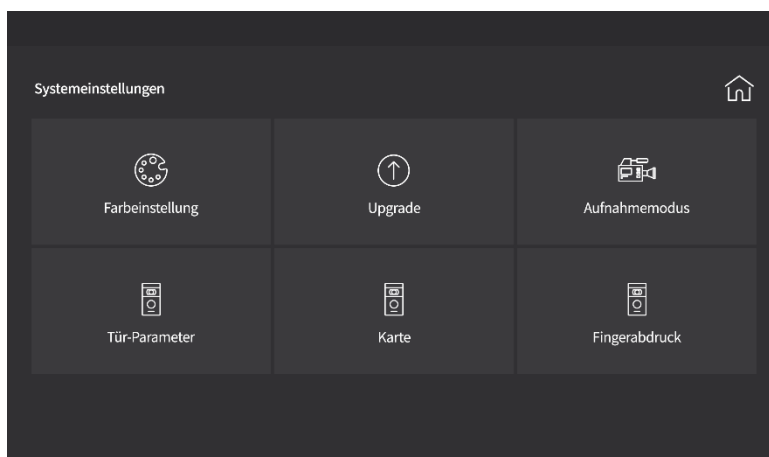 Systemeinstellungen
Farbeinstellung
Upgrade
Aufnahmemodus
Tür-Parameter
Karte
Fingerabdruck